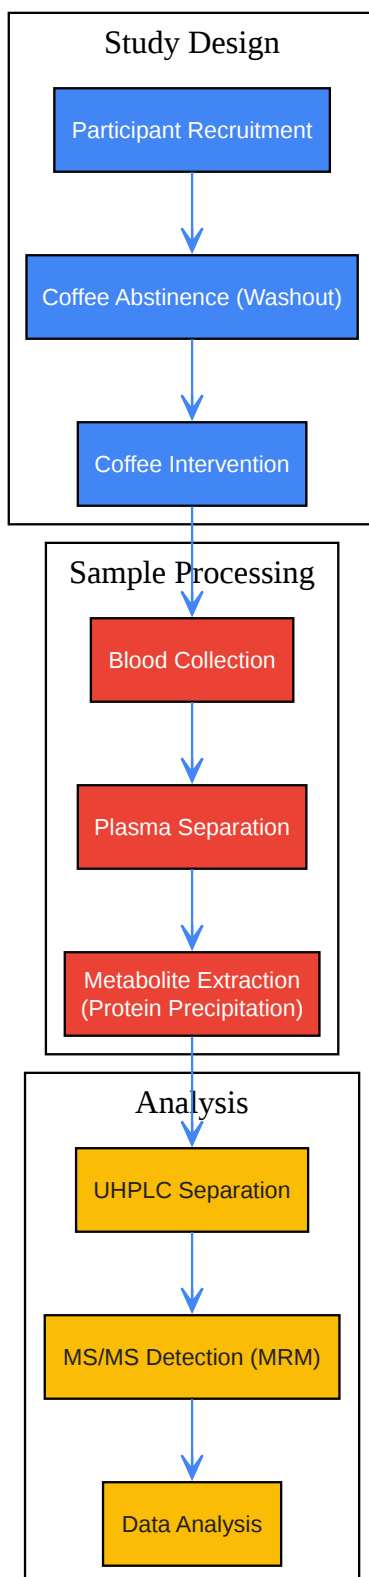 Study Design
Participant Recruitment
Coffee Abstinence (Washout)
Coffee Intervention
Sample Processing
Blood Collection
Plasma Separation
Metabolite Extraction
(Protein Precipitation)
Analysis
UHPLC Separation
MS/MS Detection (MRM)
Data Analysis